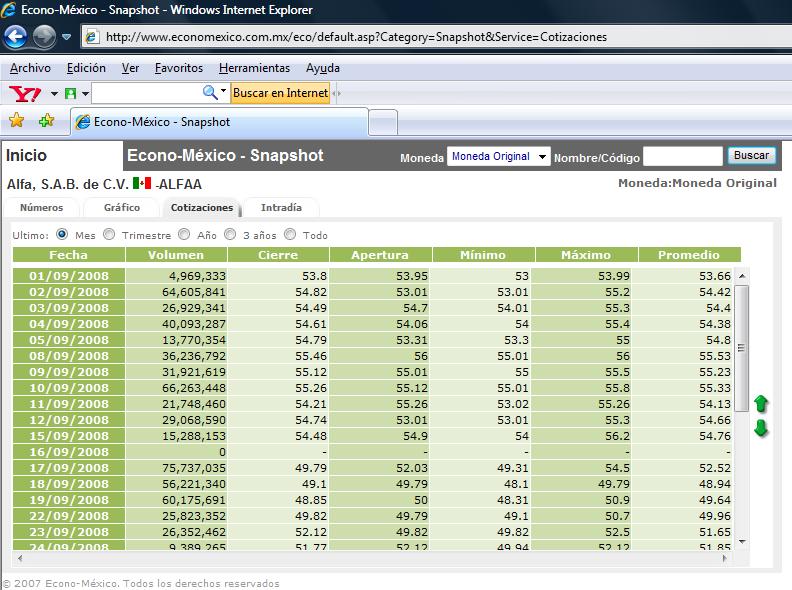 Econo-México - Snapshot - Windows Internet Explorer
http://www.economexico.com.mx/eco/default.asp?Category=Snapshot&Service=Cotizaciones
Archivo Edición Ver Favoritos Herramientas Ayuda
Y! Buscar en Internet
Econo-México - Snapshot
Inicio Econo-México - Snapshot Moneda Moneda Original Nombre/Código Buscar
Alfa, S.A.B. de C.V. -ALFAA Moneda:Moneda Original
Números Gráfico Cotizaciones Intradía
Ultimo: Mes Trimestre Año 3 años Todo
Fecha Volumen Cierre Apertura Mínimo Máximo Promedio
01/09/2008 4,969,333 53.8 53.95 53 53.99 53.66
02/09/2008 64,605,841 54.82 53.01 53.01 55.2 54.42
03/09/2008 26,929,341 54.49 54.7 54.01 55.3 54.4
04/09/2008 40,093,287 54.61 54.06 54 55.4 54.38
05/09/2008 13,770,354 54.79 53.31 53.3 55 54.8
08/09/2008 36,236,792 55.46 56 55.01 56 55.53
09/09/2008 31,921,619 55.12 55.01 55 55.5 55.23
10/09/2008 66,263,448 55.26 55.12 55.01 55.8 55.33
11/09/2008 21,748,460 54.21 55.26 53.02 55.26 54.13
12/09/2008 29,068,590 54.74 53.01 53.01 55.3 54.66
15/09/2008 15,288,153 54.48 54.9 54 56.2 54.76
16/09/2008 0 - - - - -
17/09/2008 75,737,035 49.79 52.03 49.31 54.5 52.52
18/09/2008 56,221,340 49.1 49.79 48.1 49.79 48.94
19/09/2008 60,175,691 48.85 50 48.31 50.9 49.64
22/09/2008 25,823,352 49.82 49.79 49.1 50.7 49.96
23/09/2008 26,352,462 52.12 49.82 49.82 52.5 51.65
24/09/2008 9,389,265 51.77 52.12 49.94 52.12 51.85
© 2007 Econo-México. Todos los derechos reservados